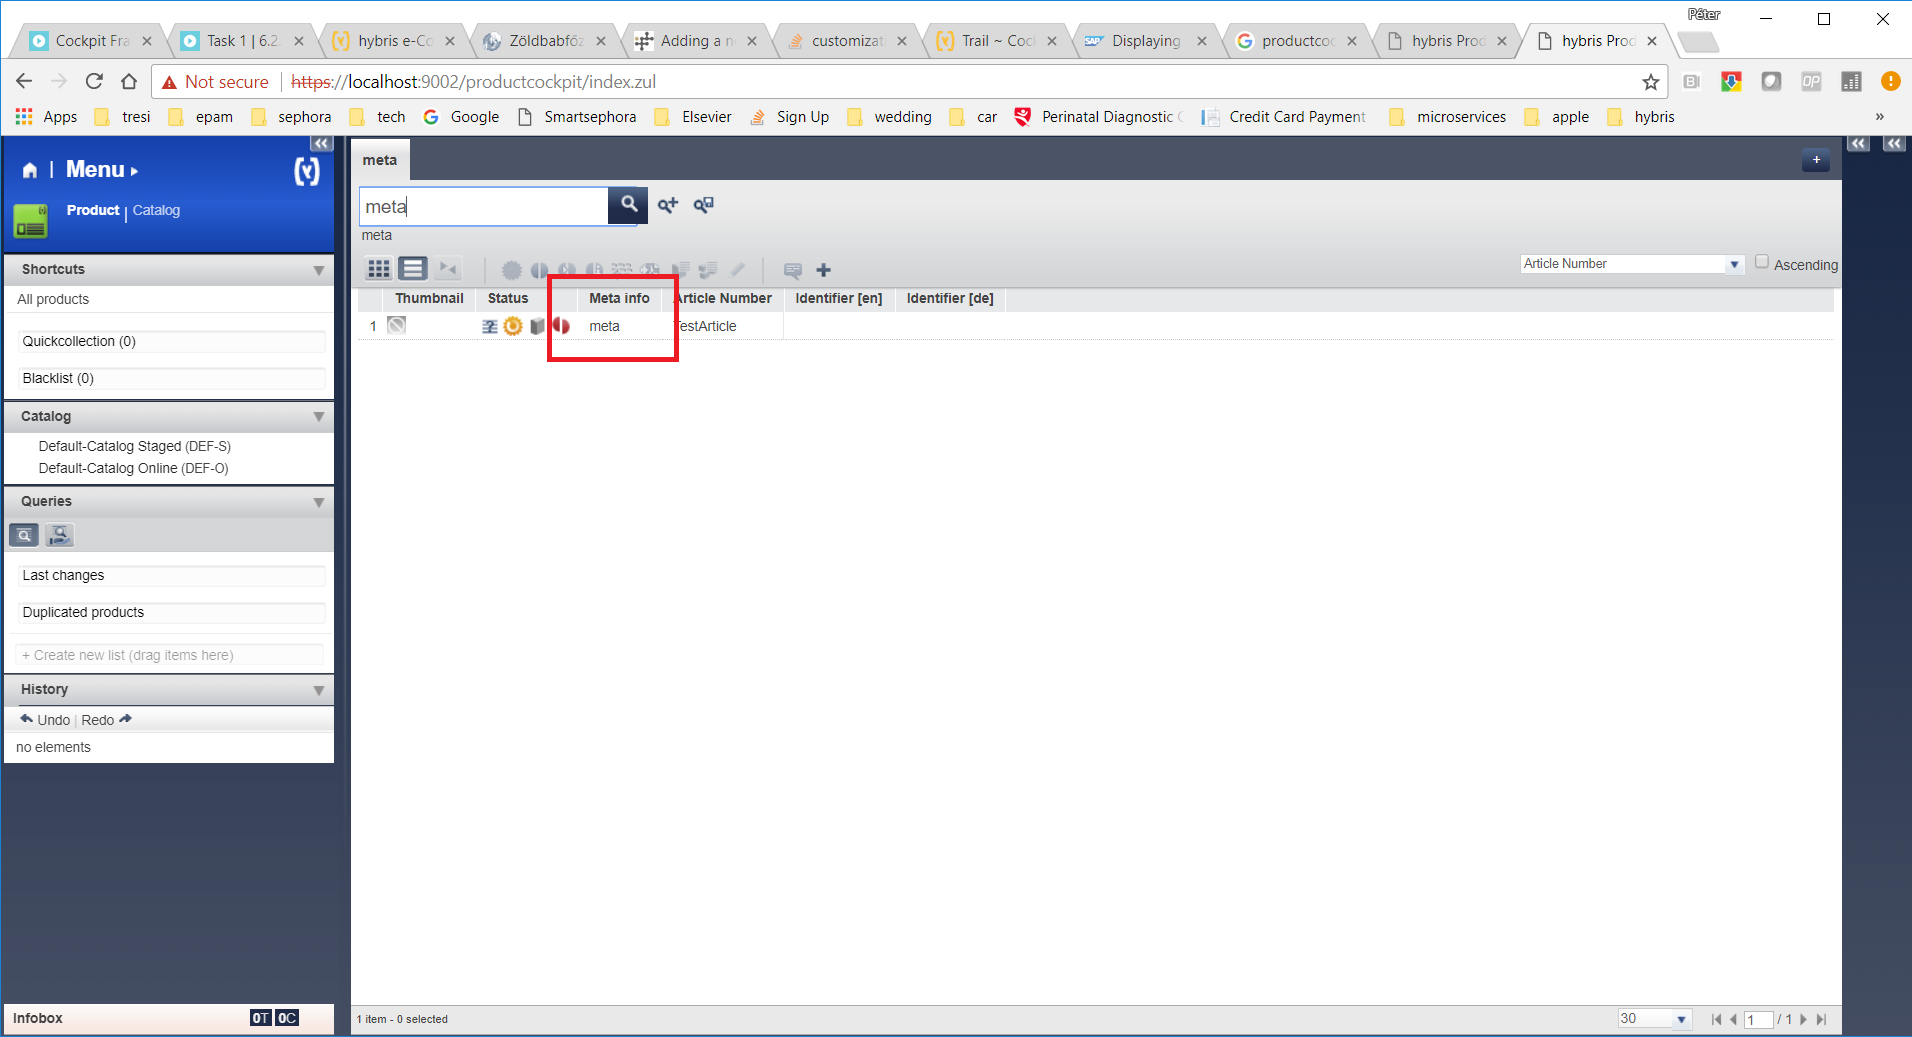 Péter
Cockpit Fra
Task 1 | 6.2.
hybris e-Co
Zöldbabfőz
Adding a n
customizat
Trail ~ Coc
SAP Displaying
productcoc
hybris Prod
hybris Prod
Not secure https://localhost:9002/productcockpit/index.zul
Apps tresi epam sephora tech Google Smartsephora Elsevier Sign Up wedding car Perinatal Diagnostic Credit Card Payment microservices apple hybris »
Menu
Product | Catalog
Shortcuts
All products
Quickcollection (0)
Blacklist (0)
Catalog
Default-Catalog Staged (DEF-S)
Default-Catalog Online (DEF-O)
Queries
Last changes
Duplicated products
+ Create new list (drag items here)
History
Undo | Redo
no elements
Infobox 0T 0C
meta
+
meta
meta
Article Number Ascending
Thumbnail Status Meta info Article Number Identifier [en] Identifier [de]
1 meta TestArticle
1 item - 0 selected
30 1 / 1